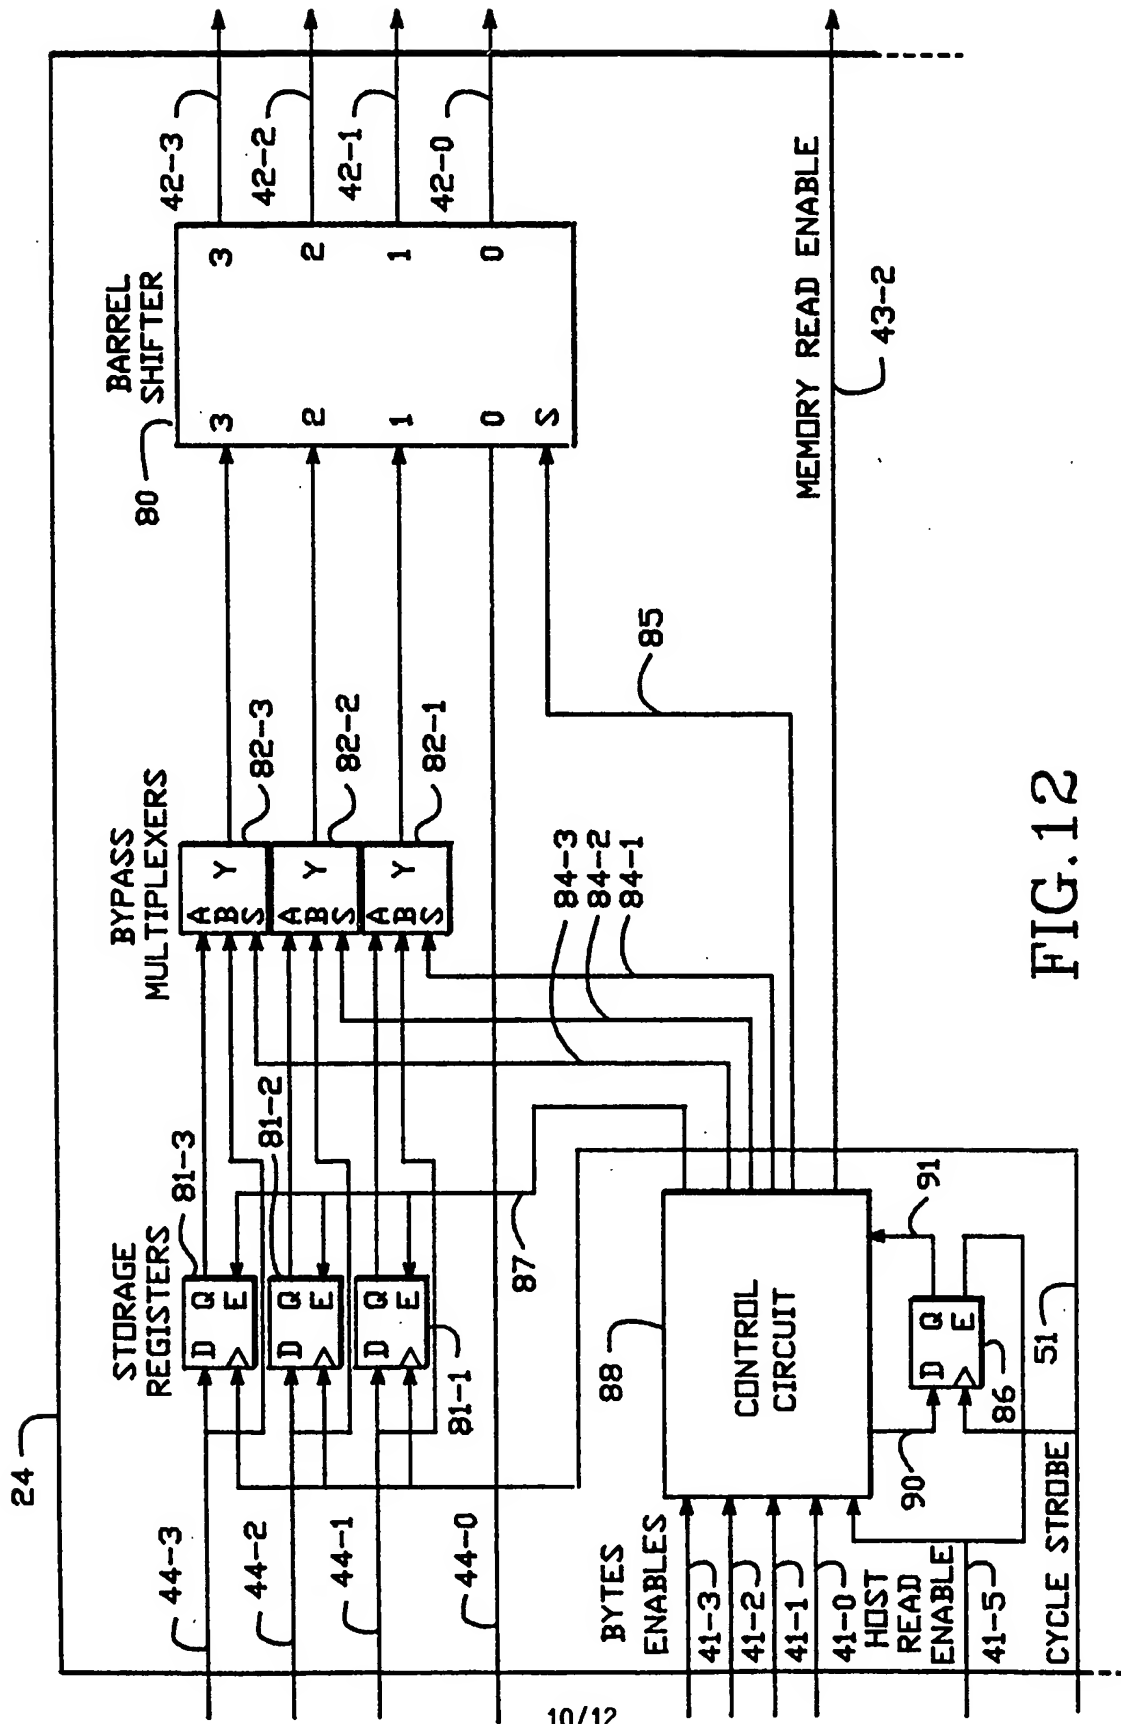 24
44-3
44-2
44-1
44-0
STORAGE
REGISTERS
81-3
81-2
81-1
D Q
E
D Q
E
D Q
E
87
BYPASS
MULTIPLEXERS
A
B Y
S
A
B Y
S
A
B Y
S
82-3
82-2
82-1
84-3
84-2
84-1
85
BARREL
SHIFTER
80
3 3
2 2
1 1
0 0
S
42-3
42-2
42-1
42-0
BYTES
ENABLES
41-3
41-2
41-1
41-0
HOST
READ
ENABLE
41-5
CYCLE STROBE
51
88
CONTROL
CIRCUIT
90
91
D Q
E
86
MEMORY READ ENABLE
43-2
FIG.12
10/12